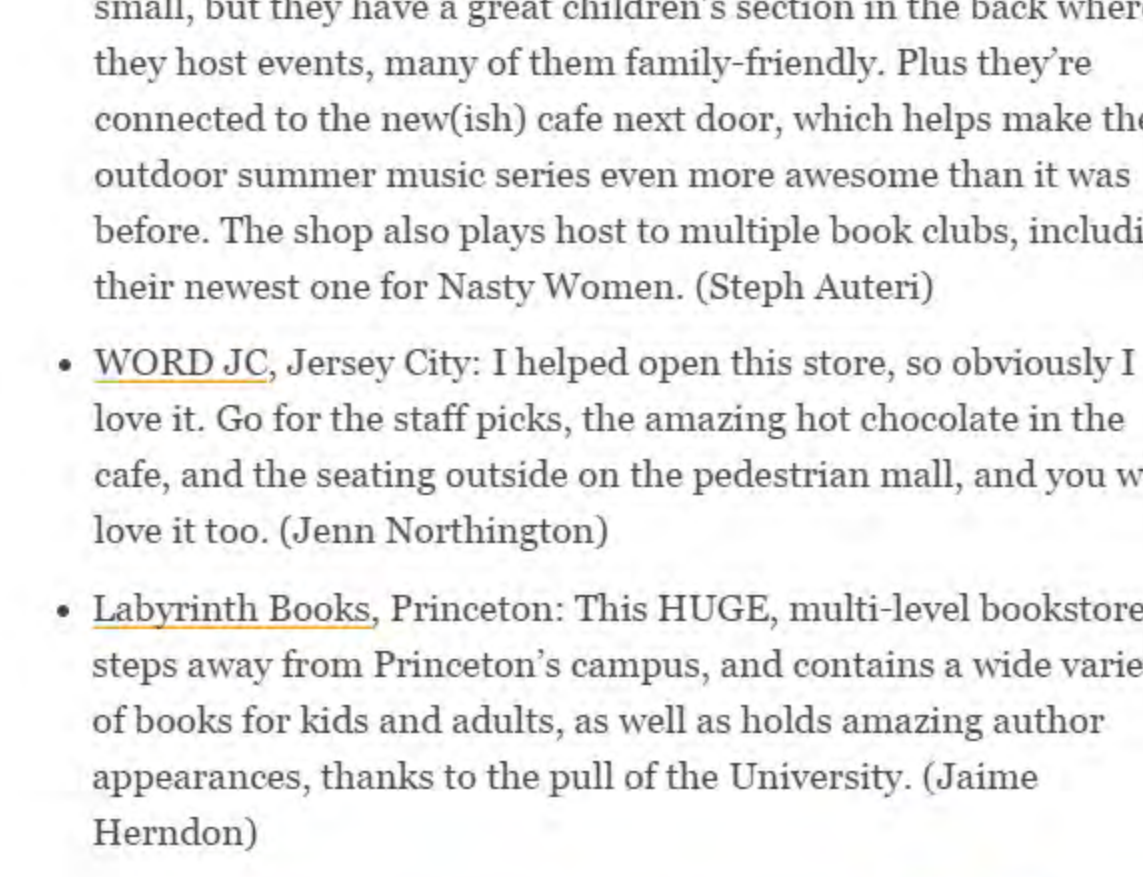 small, but they have a great children's section in the back where
they host events, many of them family-friendly. Plus they're
connected to the new(ish) cafe next door, which helps make the
outdoor summer music series even more awesome than it was
before. The shop also plays host to multiple book clubs,
their newest one for Nasty Women. (Steph Auteri)
• WORD JC, Jersey City: I helped open this store, so obviously I
love it. Go for the staff picks, the amazing hot chocolate in the
cafe, and the seating outside on the pedestrian mall, and you
love it too. (Jenn Northington)
• Labyrinth Books, Princeton: This HUGE, multi-level bookstore
steps away from Princeton's campus, and contains a wide
of books for kids and adults, as well as holds amazing author
appearances, thanks to the pull of the University. (Jaime
Herndon)